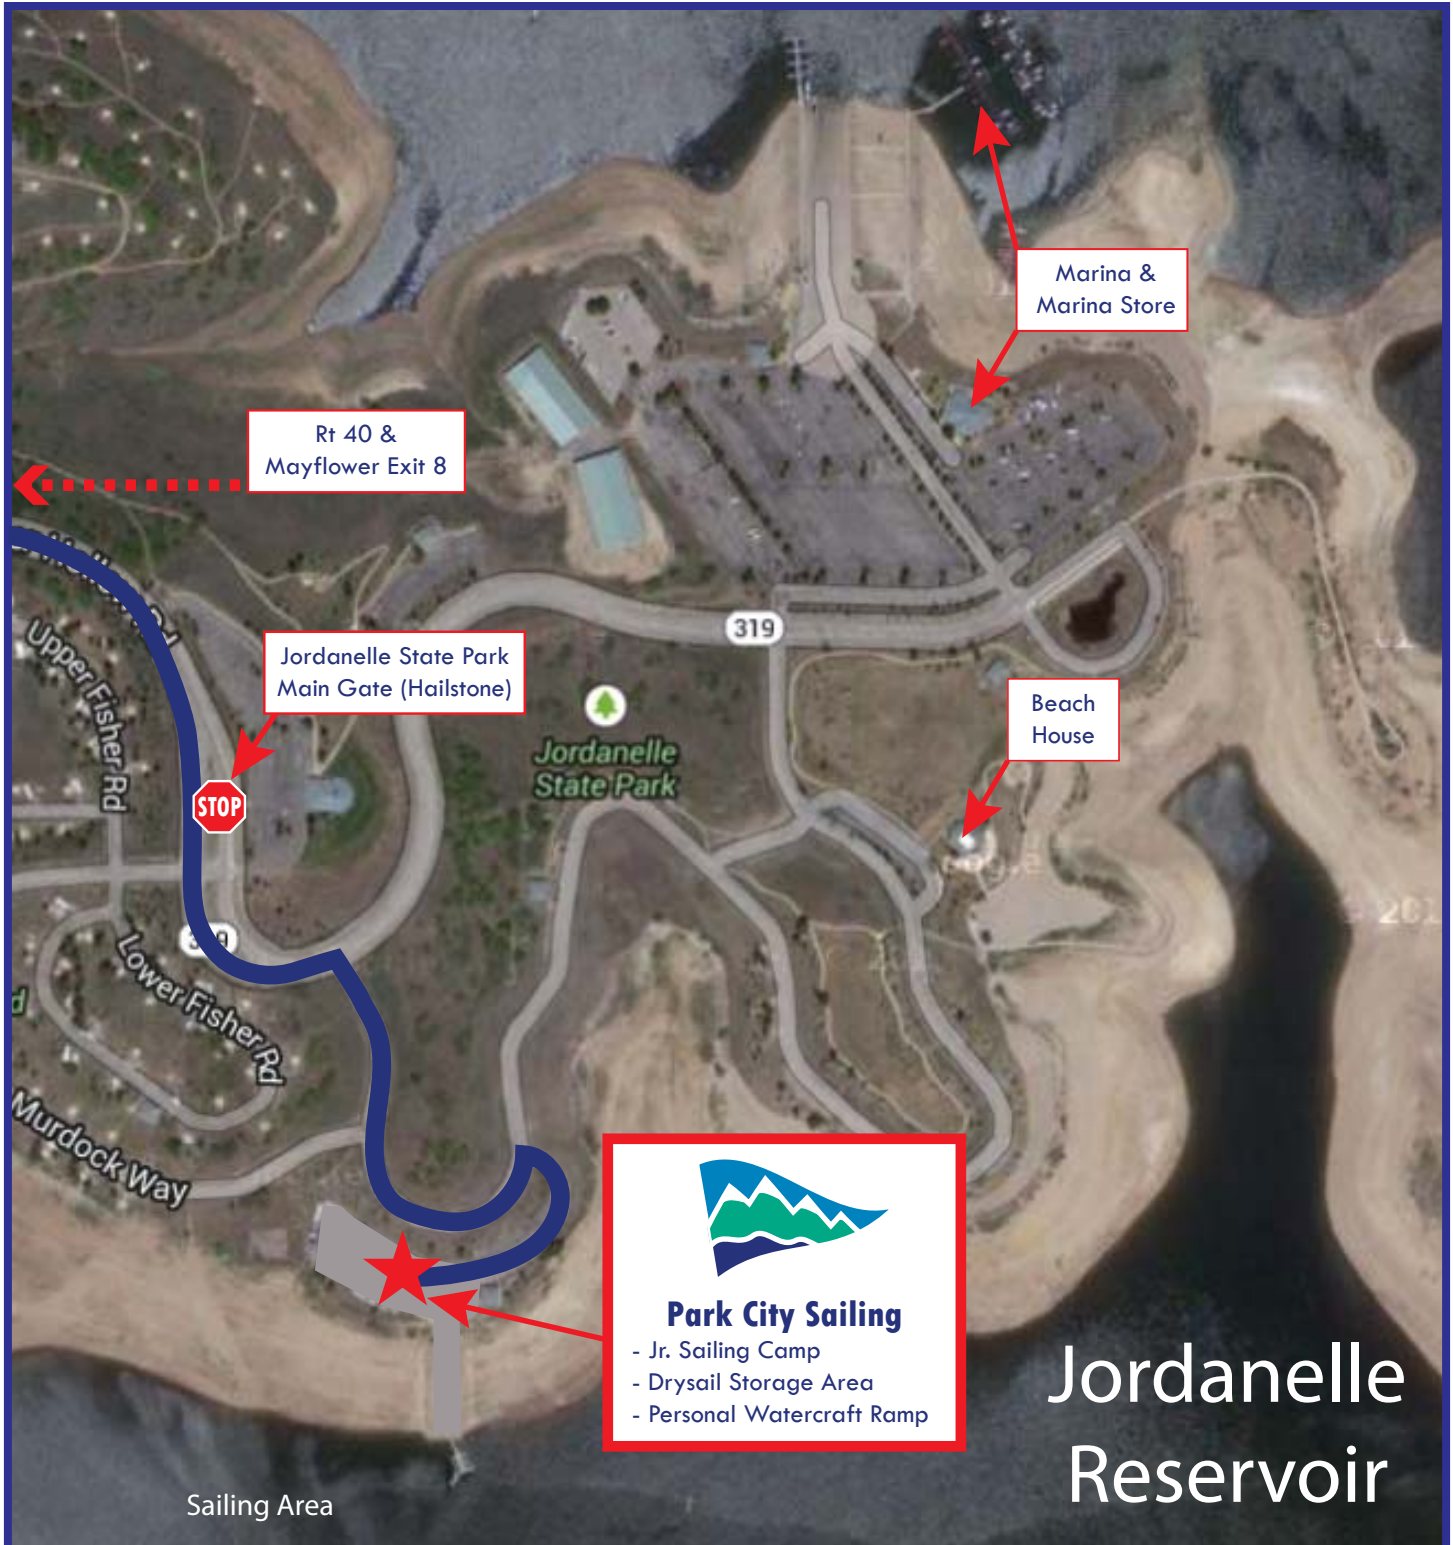 Marina &
Marina Store
Rt 40 &
Mayflower Exit 8
Upper Fisher Rd
319
Jordanelle State Park
Main Gate (Hailstone)
Jordanelle
State Park
Beach
House
STOP
Lower Fisher Rd
Murdock Way
Park City Sailing
- Jr. Sailing Camp
- Drysail Storage Area
- Personal Watercraft Ramp
Jordanelle
Reservoir
Sailing Area